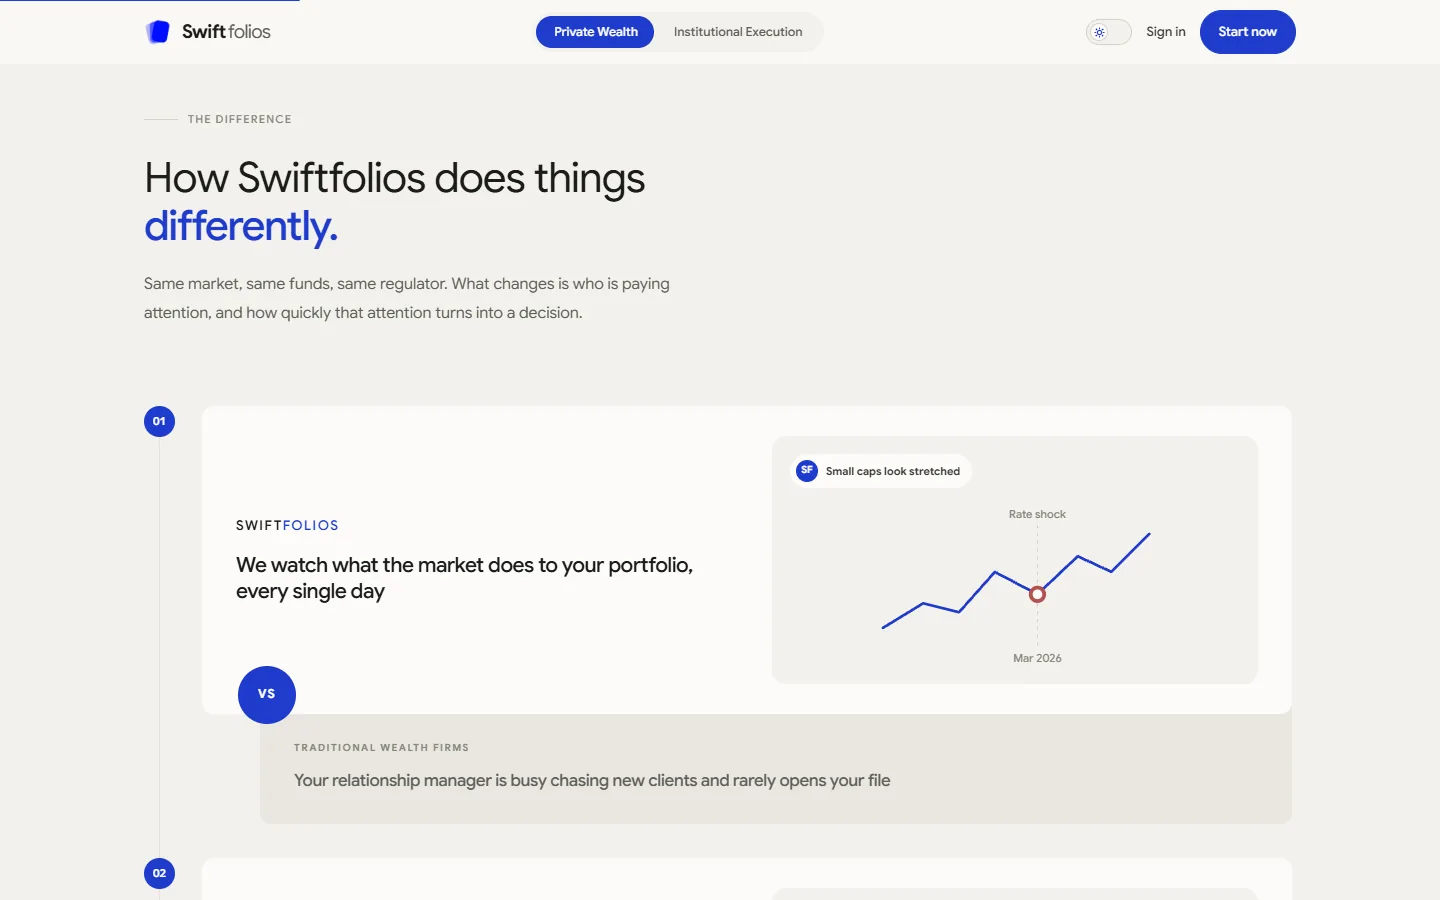 Swiftfolios
Private Wealth
Institutional Execution
Sign in
Start now
THE DIFFERENCE
How Swiftfolios does things
differently.
Same market, same funds, same regulator. What changes is who is paying
attention, and how quickly that attention turns into a decision.
01
SWIFTFOLIOS
We watch what the market does to your portfolio,
every single day
SF
Small caps look stretched
Rate shock
Mar 2026
VS
TRADITIONAL WEALTH FIRMS
Your relationship manager is busy chasing new clients and rarely opens your file
02